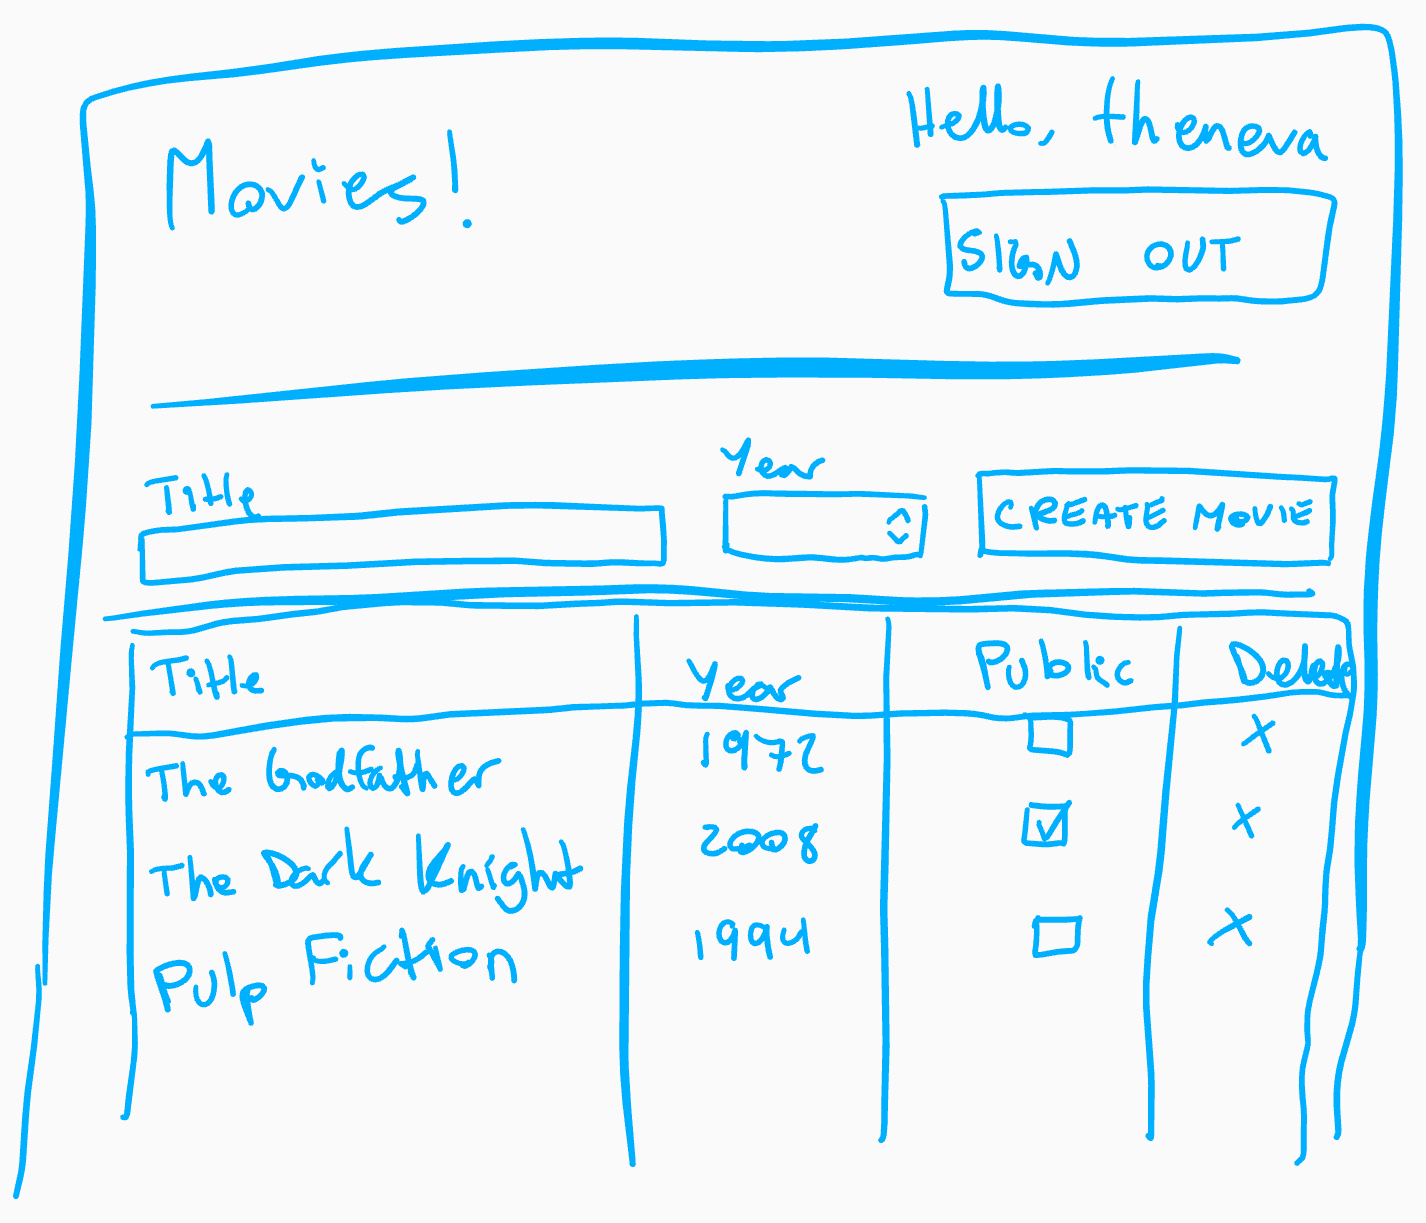 Hello, theneva
Movies!
SIGN OUT
Title Year
CREATE MOVIE
Title Year Public Delete
The Godfather 1972 X
The Dark Knight 2008 X
Pulp Fiction 1994 X